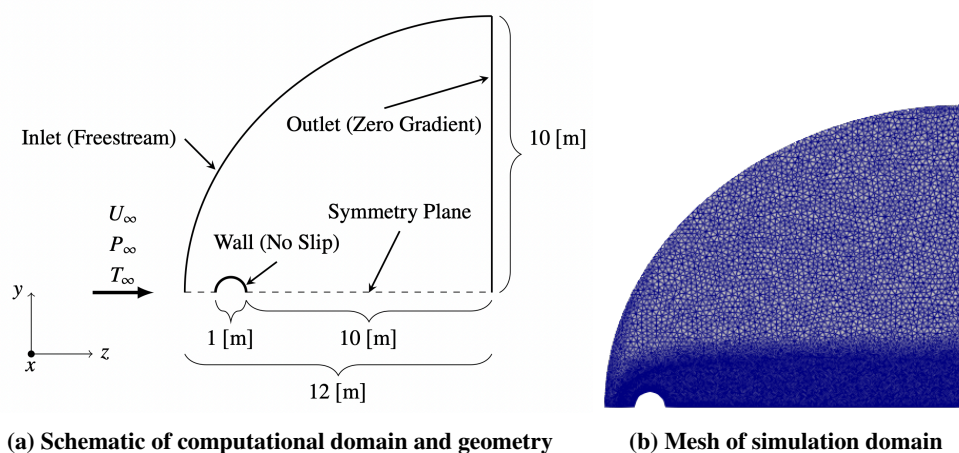 Inlet (Freestream)
Outlet (Zero Gradient)
10 [m]
U∞
P∞
T∞
Symmetry Plane
Wall (No Slip)
y
z
x
1 [m]
10 [m]
12 [m]
(a) Schematic of computational domain and geometry
(b) Mesh of simulation domain